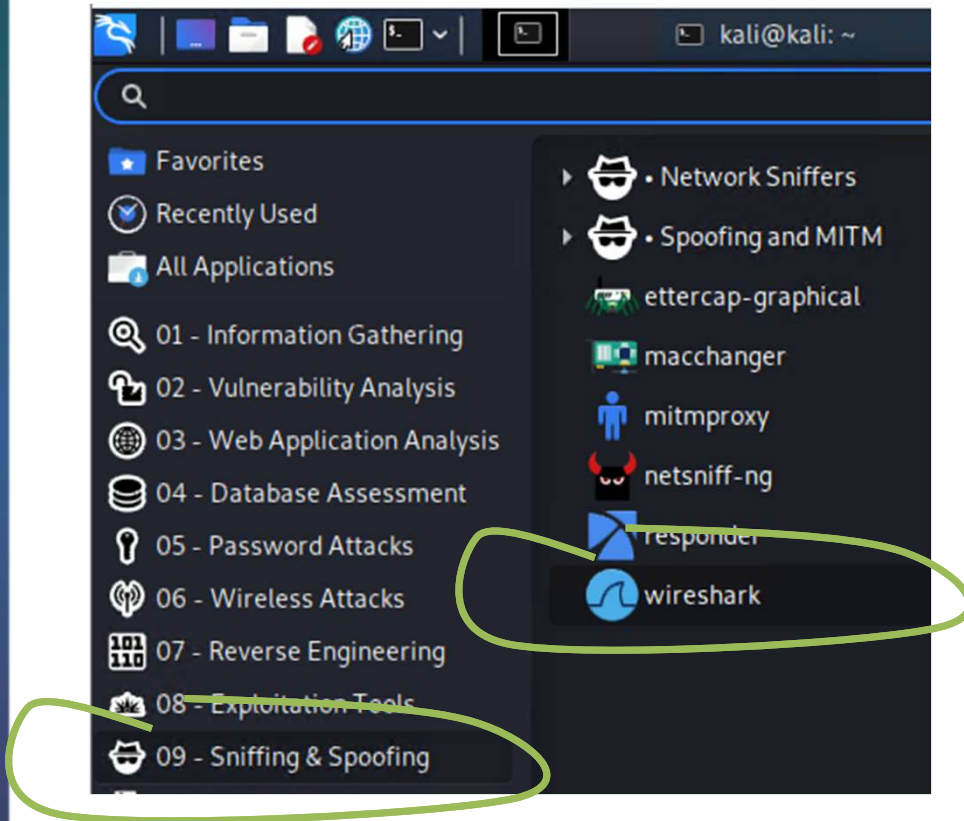 kali@kali: ~
Favorites
Recently Used
All Applications
01 - Information Gathering
02 - Vulnerability Analysis
03 - Web Application Analysis
04 - Database Assessment
05 - Password Attacks
06 - Wireless Attacks
07 - Reverse Engineering
08 - Exploitation Tools
09 - Sniffing & Spoofing
• Network Sniffers
• Spoofing and MITM
ettercap-graphical
macchanger
mitmproxy
netsniff-ng
responder
wireshark